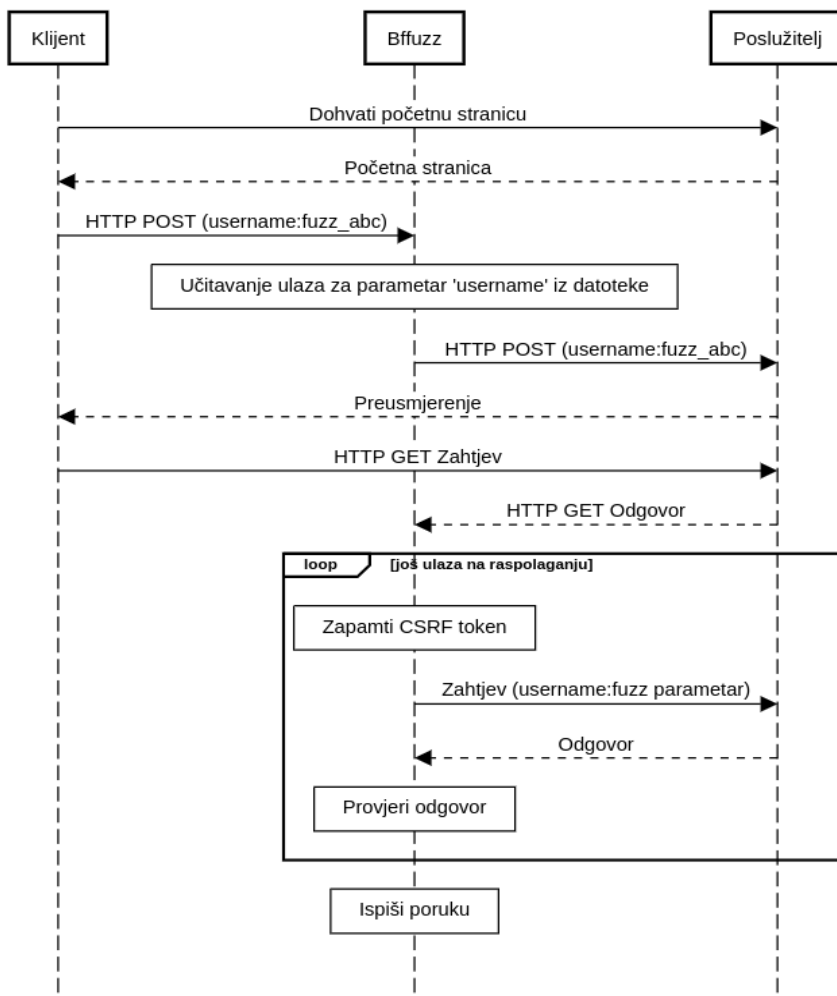 Klijent
Bffuzz
Poslužitelj
Dohvati početnu stranicu
Početna stranica
HTTP POST (username:fuzz_abc)
Učitavanje ulaza za parametar 'username' iz datoteke
HTTP POST (username:fuzz_abc)
Preusmjerenje
HTTP GET Zahtjev
HTTP GET Odgovor
loop [još ulaza na raspolaganju]
Zapamti CSRF token
Zahtjev (username:fuzz parametar)
Odgovor
Provjeri odgovor
Ispiši poruku